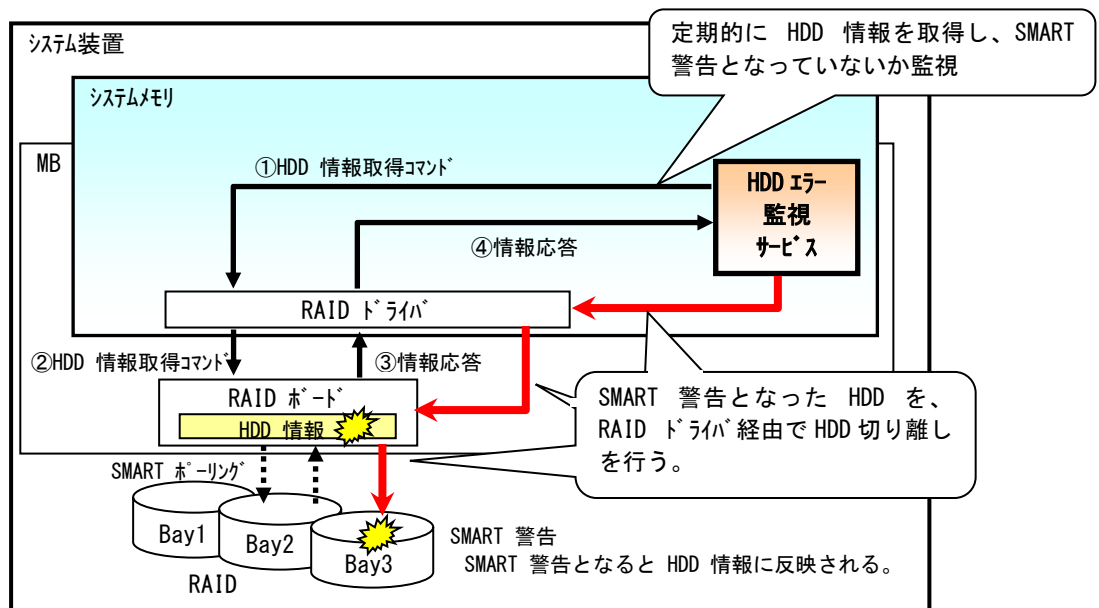 定期的に HDD 情報を取得し、SMART
警告となっていないか監視
ｼｽﾃﾑ装置
ｼｽﾃﾑﾒﾓﾘ
MB
①HDD 情報取得ｺﾏﾝﾄﾞ
HDD ｴﾗｰ
監視
ｻｰﾋﾞｽ
④情報応答
RAID ﾄﾞﾗｲﾊﾞ
②HDD 情報取得ｺﾏﾝﾄﾞ
③情報応答
RAID ﾎﾞｰﾄﾞ
HDD 情報
SMART 警告となった HDD を、
RAID ﾄﾞﾗｲﾊﾞ経由で HDD 切り離し
を行う。
SMART ﾎﾟｰﾘﾝｸﾞ
Bay1
Bay2
Bay3
RAID
SMART 警告
SMART 警告となると HDD 情報に反映される。